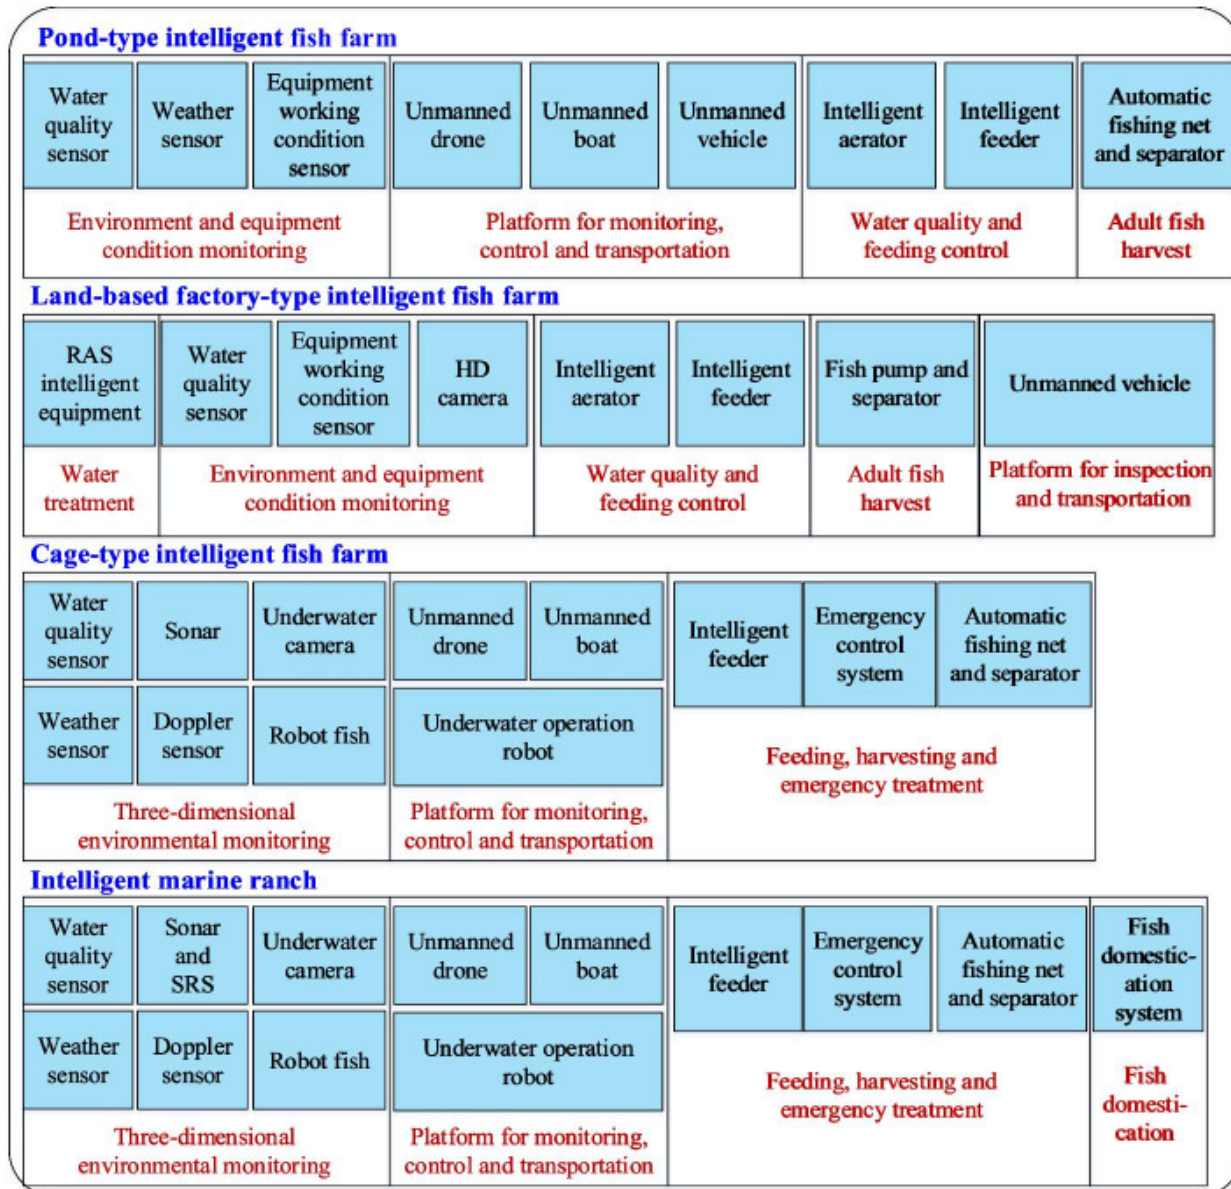 Pond-type intelligent fish farm
Water
quality
sensor
Weather
sensor
Equipment
working
condition
sensor
Unmanned
drone
Unmanned
boat
Unmanned
vehicle
Intelligent
aerator
Intelligent
feeder
Automatic
fishing net
and separator
Environment and equipment
condition monitoring
Platform for monitoring,
control and transportation
Water quality and
feeding control
Adult fish
harvest
Land-based factory-type intelligent fish farm
RAS
intelligent
equipment
Water
quality
sensor
Equipment
working
condition
sensor
HD
camera
Intelligent
aerator
Intelligent
feeder
Fish pump and
separator
Unmanned vehicle
Water
treatment
Environment and equipment
condition monitoring
Water quality and
feeding control
Adult fish
harvest
Platform for inspection
and transportation
Cage-type intelligent fish farm
Water
quality
sensor
Sonar
Underwater
camera
Unmanned
drone
Unmanned
boat
Intelligent
feeder
Emergency
control
system
Automatic
fishing net
and separator
Weather
sensor
Doppler
sensor
Robot fish
Underwater operation
robot
Three-dimensional
environmental monitoring
Platform for monitoring,
control and transportation
Feeding, harvesting and
emergency treatment
Intelligent marine ranch
Water
quality
sensor
Sonar
and
SRS
Underwater
camera
Unmanned
drone
Unmanned
boat
Intelligent
feeder
Emergency
control
system
Automatic
fishing net
and separator
Fish
domestic-
ation
system
Weather
sensor
Doppler
sensor
Robot fish
Underwater operation
robot
Three-dimensional
environmental monitoring
Platform for monitoring,
control and transportation
Feeding, harvesting and
emergency treatment
Fish
domesti-
cation